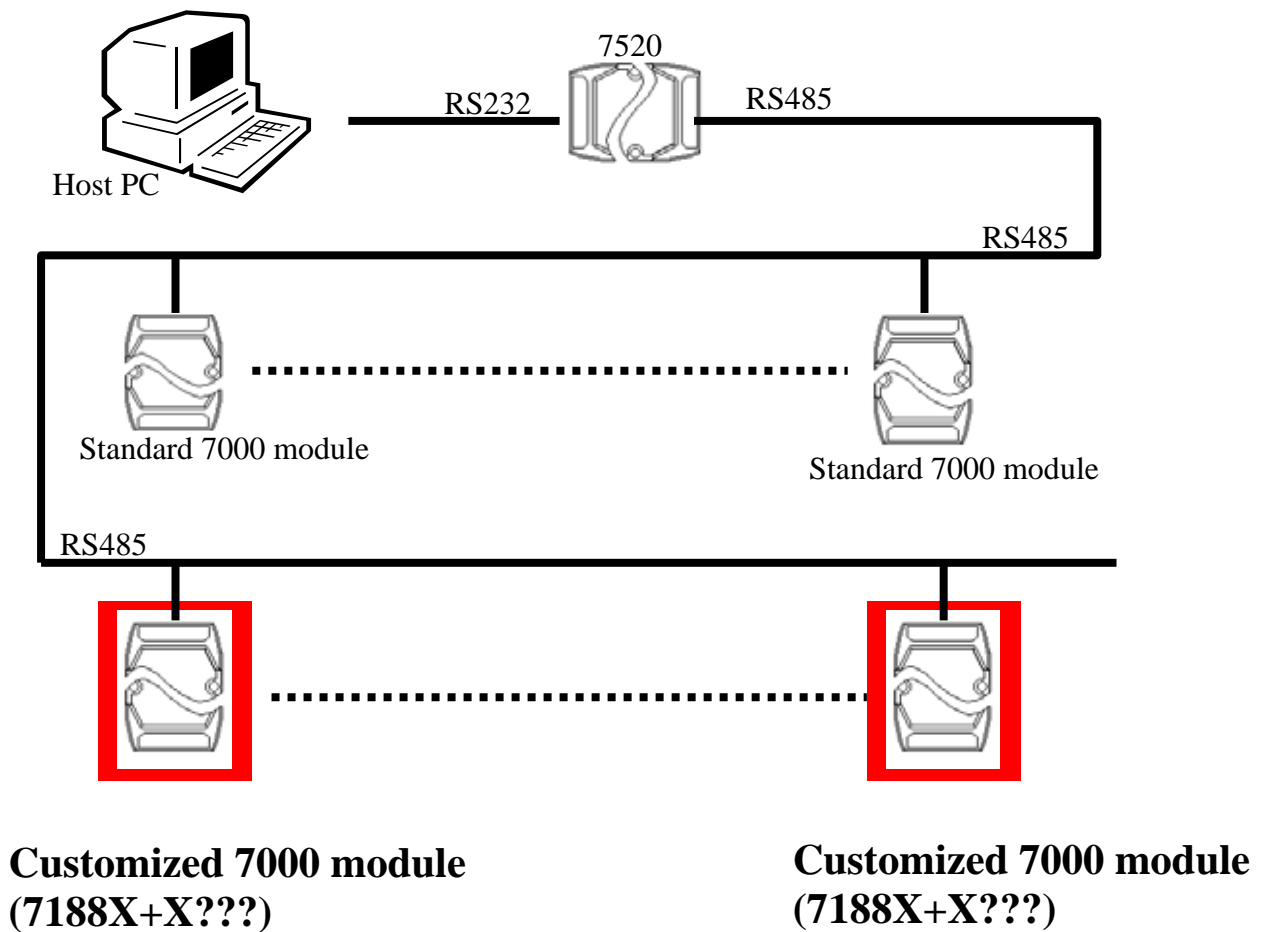 7520
RS232
RS485
Host PC
RS485
Standard 7000 module
Standard 7000 module
RS485
Customized 7000 module
(7188X+X???)
Customized 7000 module
(7188X+X???)